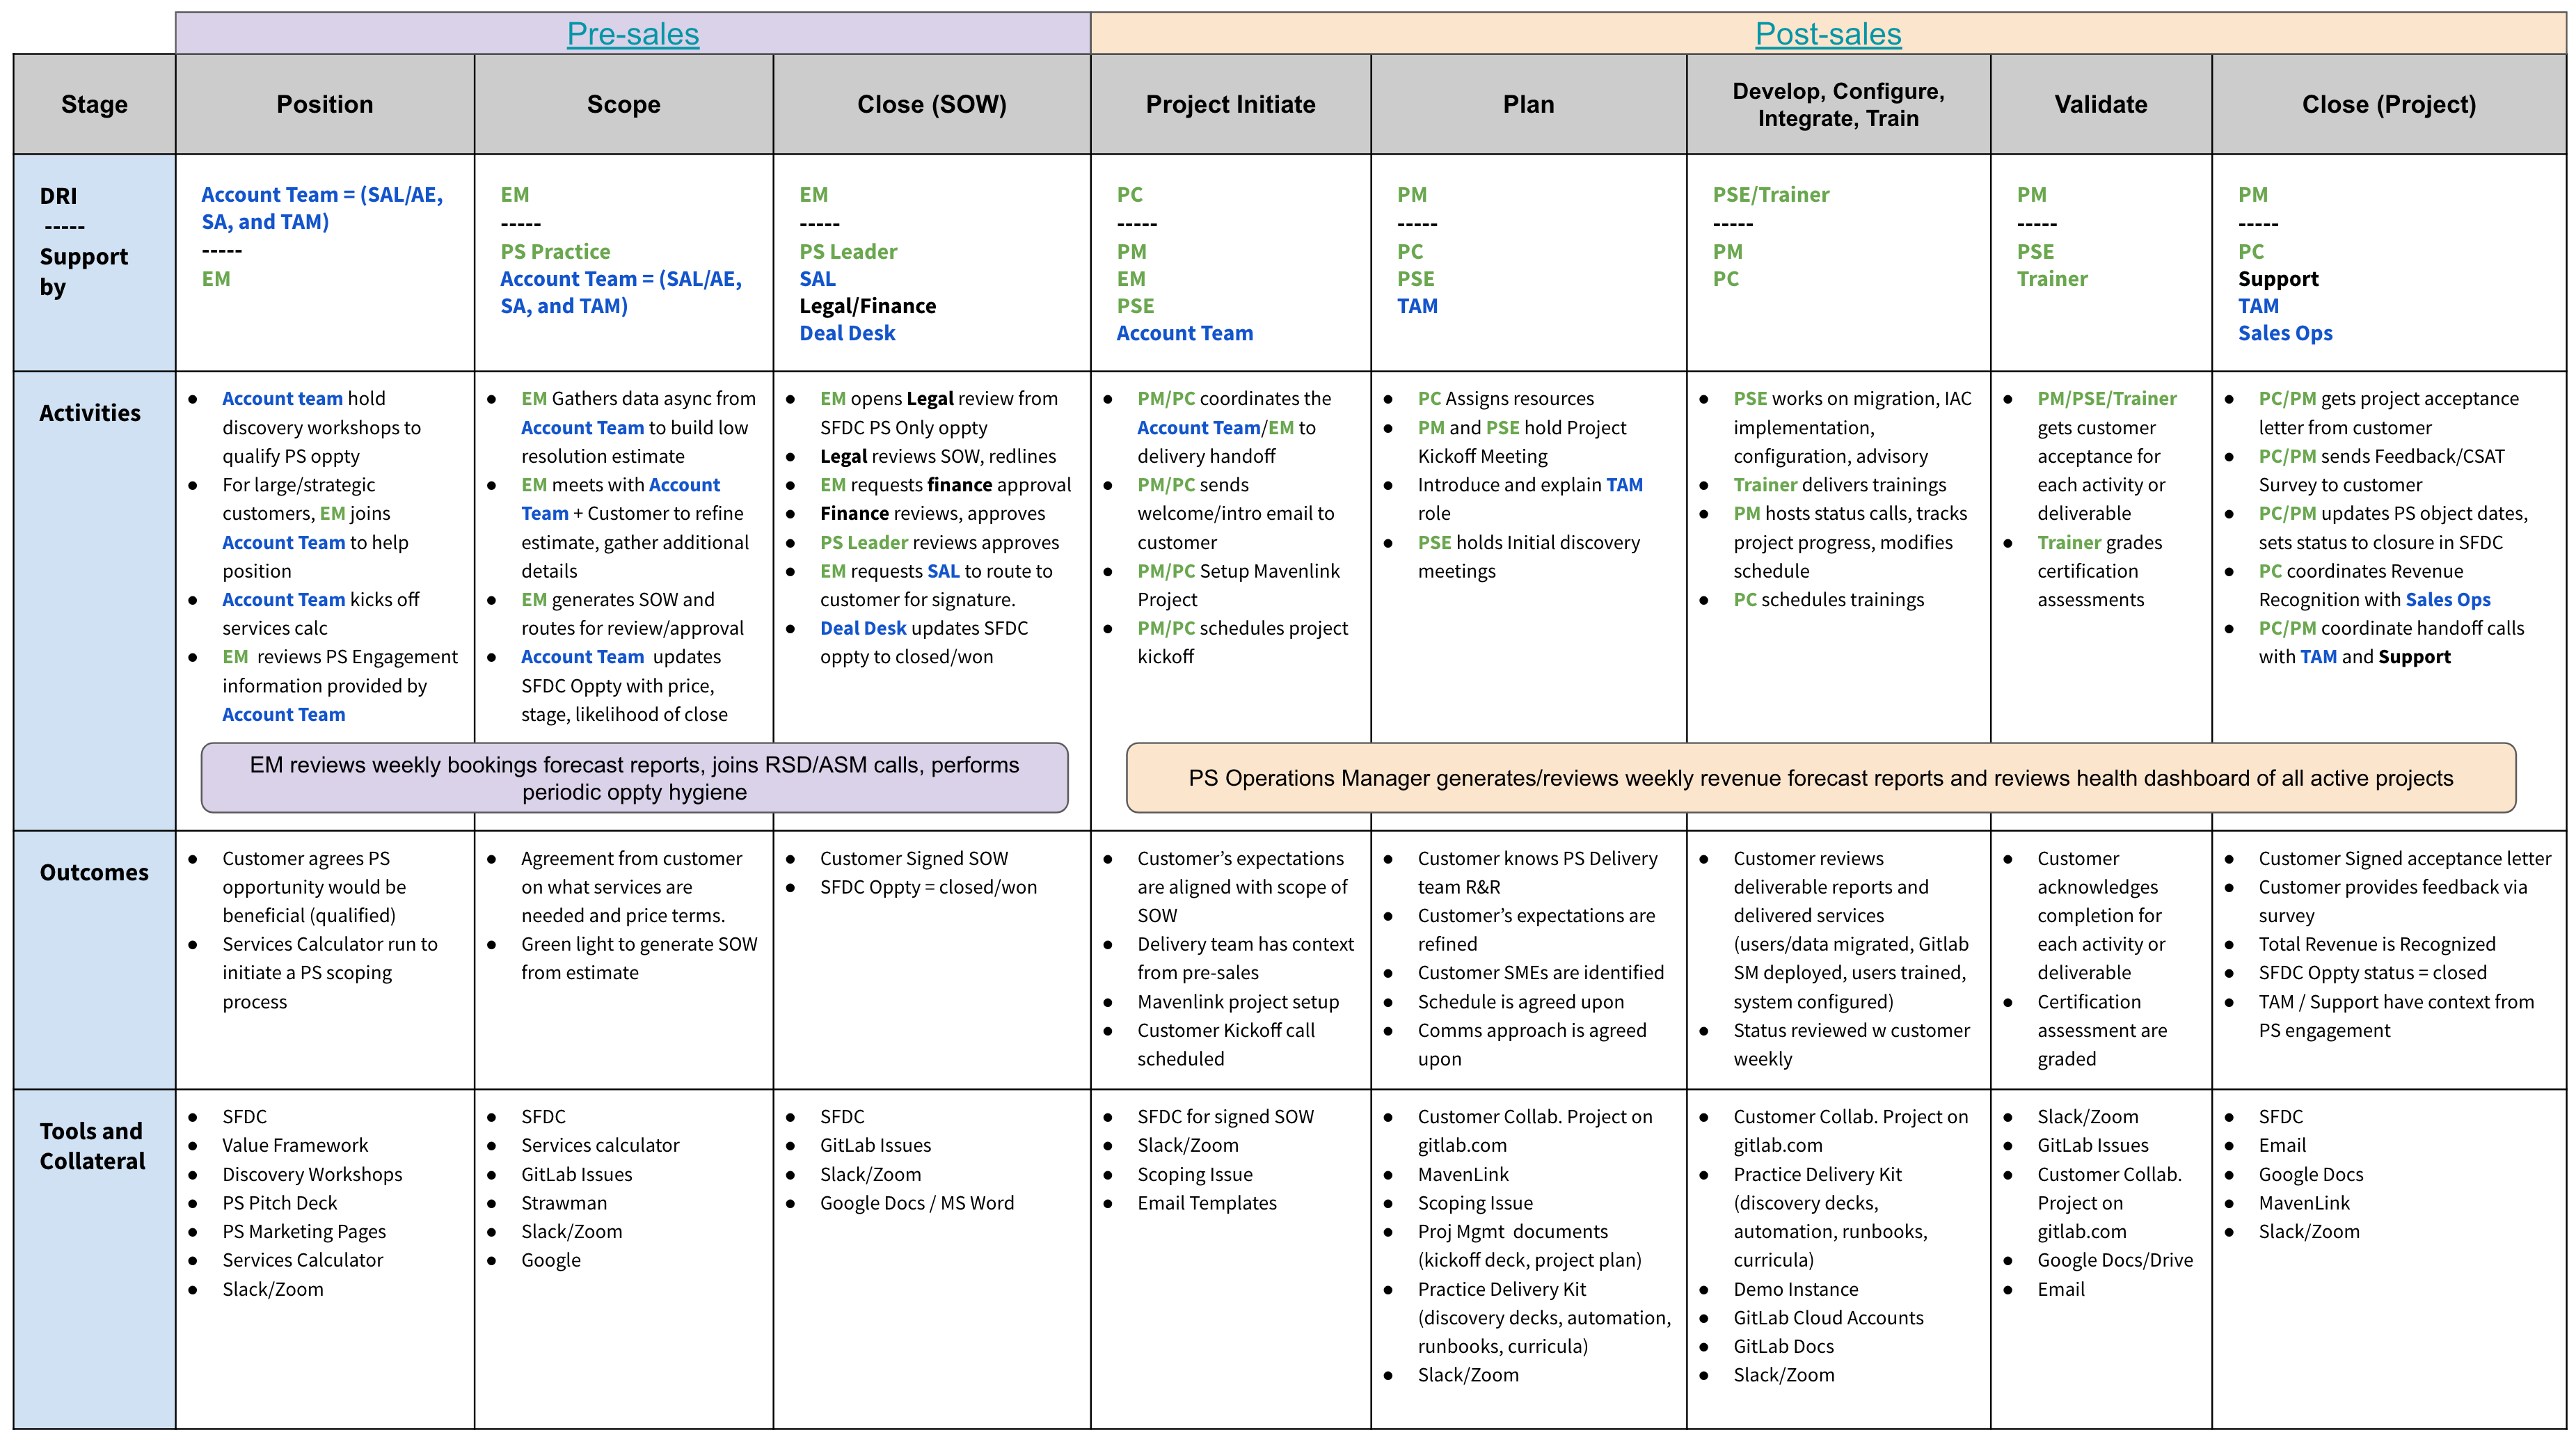 Pre-sales
Post-sales
Stage
Position
Scope
Close (SOW)
Project Initiate
Plan
Develop, Configure,
Integrate, Train
Validate
Close (Project)
DRI
-----
Support
by
Account Team = (SAL/AE,
SA, and TAM)
-----
EM
EM
-----
PS Practice
Account Team = (SAL/AE,
SA, and TAM)
EM
-----
PS Leader
SAL
Legal/Finance
Deal Desk
PC
-----
PM
EM
PSE
Account Team
PM
-----
PC
PSE
TAM
PSE/Trainer
-----
PM
PC
PM
-----
PSE
Trainer
PM
-----
PC
Support
TAM
Sales Ops
Activities
● Account team hold
discovery workshops to
qualify PS oppty
● For large/strategic
customers, EM joins
Account Team to help
position
● Account Team kicks off
services calc
● EM reviews PS Engagement
information provided by
Account Team
● EM Gathers data async from
Account Team to build low
resolution estimate
● EM meets with Account
Team + Customer to refine
estimate, gather additional
details
● EM generates SOW and
routes for review/approval
● Account Team updates
SFDC Oppty with price,
stage, likelihood of close
● EM opens Legal review from
SFDC PS Only oppty
● Legal reviews SOW, redlines
● EM requests finance approval
● Finance reviews, approves
● PS Leader reviews approves
● EM requests SAL to route to
customer for signature.
● Deal Desk updates SFDC
oppty to closed/won
● PM/PC coordinates the
Account Team/EM to
delivery handoff
● PM/PC sends
welcome/intro email to
customer
● PM/PC Setup Mavenlink
Project
● PM/PC schedules project
kickoff
● PC Assigns resources
● PM and PSE hold Project
Kickoff Meeting
● Introduce and explain TAM
role
● PSE holds Initial discovery
meetings
● PSE works on migration, IAC
implementation,
configuration, advisory
● Trainer delivers trainings
● PM hosts status calls, tracks
project progress, modifies
schedule
● PC schedules trainings
● PM/PSE/Trainer
gets customer
acceptance for
each activity or
deliverable
● Trainer grades
certification
assessments
● PC/PM gets project acceptance
letter from customer
● PC/PM sends Feedback/CSAT
Survey to customer
● PC/PM updates PS object dates,
sets status to closure in SFDC
● PC coordinates Revenue
Recognition with Sales Ops
● PC/PM coordinate handoff calls
with TAM and Support
EM reviews weekly bookings forecast reports, joins RSD/ASM calls, performs
periodic oppty hygiene
PS Operations Manager generates/reviews weekly revenue forecast reports and reviews health dashboard of all active projects
Outcomes
● Customer agrees PS
opportunity would be
beneficial (qualified)
● Services Calculator run to
initiate a PS scoping
process
● Agreement from customer
on what services are
needed and price terms.
● Green light to generate SOW
from estimate
● Customer Signed SOW
● SFDC Oppty = closed/won
● Customer’s expectations
are aligned with scope of
SOW
● Delivery team has context
from pre-sales
● Mavenlink project setup
● Customer Kickoff call
scheduled
● Customer knows PS Delivery
team R&R
● Customer’s expectations are
refined
● Customer SMEs are identified
● Schedule is agreed upon
● Comms approach is agreed
upon
● Customer reviews
deliverable reports and
delivered services
(users/data migrated, Gitlab
SM deployed, users trained,
system configured)
● Status reviewed w customer
weekly
● Customer
acknowledges
completion for
each activity or
deliverable
● Certification
assessment are
graded
● Customer Signed acceptance letter
● Customer provides feedback via
survey
● Total Revenue is Recognized
● SFDC Oppty status = closed
● TAM / Support have context from
PS engagement
Tools and
Collateral
● SFDC
● Value Framework
● Discovery Workshops
● PS Pitch Deck
● PS Marketing Pages
● Services Calculator
● Slack/Zoom
● SFDC
● Services calculator
● GitLab Issues
● Strawman
● Slack/Zoom
● Google
● SFDC
● GitLab Issues
● Slack/Zoom
● Google Docs / MS Word
● SFDC for signed SOW
● Slack/Zoom
● Scoping Issue
● Email Templates
● Customer Collab. Project on
gitlab.com
● MavenLink
● Scoping Issue
● Proj Mgmt documents
(kickoff deck, project plan)
● Practice Delivery Kit
(discovery decks, automation,
runbooks, curricula)
● Slack/Zoom
● Customer Collab. Project on
gitlab.com
● Practice Delivery Kit
(discovery decks,
automation, runbooks,
curricula)
● Demo Instance
● GitLab Cloud Accounts
● GitLab Docs
● Slack/Zoom
● Slack/Zoom
● GitLab Issues
● Customer Collab.
Project on
gitlab.com
● Google Docs/Drive
● Email
● SFDC
● Email
● Google Docs
● MavenLink
● Slack/Zoom